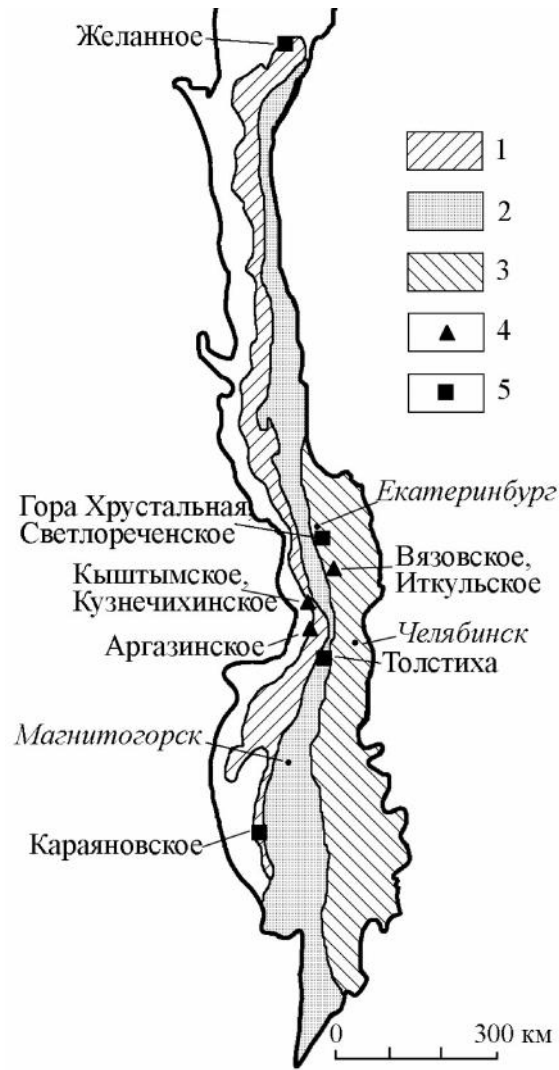 Желанное
1
2
3
4
5
Екатеринбург
Гора Хрустальная,
Светлореченское
Вязовское,
Иткульское
Кыштымское,
Кузнечихинское
Челябинск
Аргазинское
Толстиха
Магнитогорск
Караяновское
0 300 км